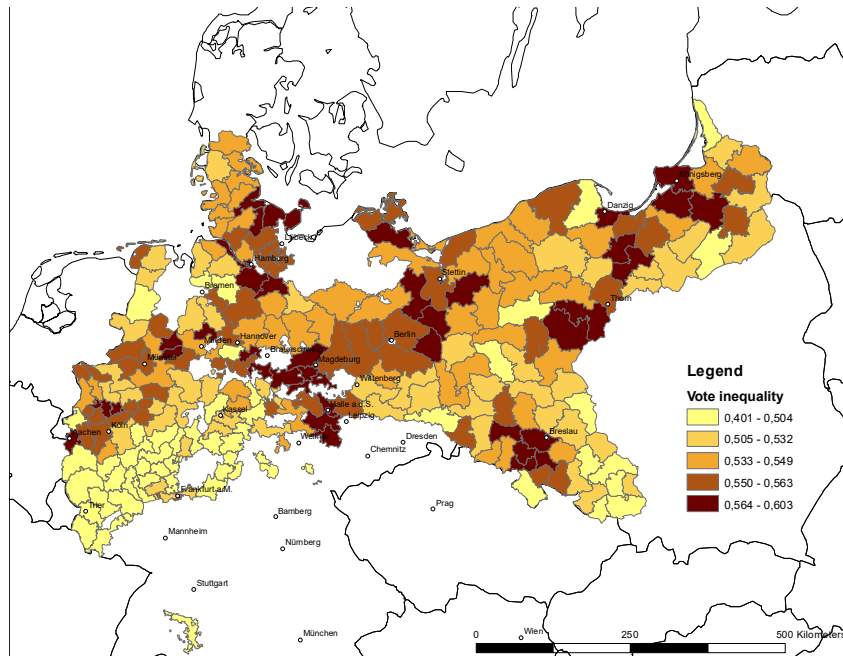 Königsberg
Danzig
Lübeck
Hamburg
Stettin
Bremen
Thorn
Berlin
Minden
Hannover
Braunschweig
Münster
Magdeburg
Wittenberg
Kassel
Halle a.d.S.
Leipzig
Aachen
Köln
Breslau
Dresden
Chemnitz
Frankfurt a.M.
Trier
Prag
Bamberg
Mannheim
Nürnberg
Stuttgart
München
Wien
Legend
Vote inequality
0,401 - 0,504
0,505 - 0,532
0,533 - 0,549
0,550 - 0,563
0,564 - 0,603
0 250 500 Kilometers